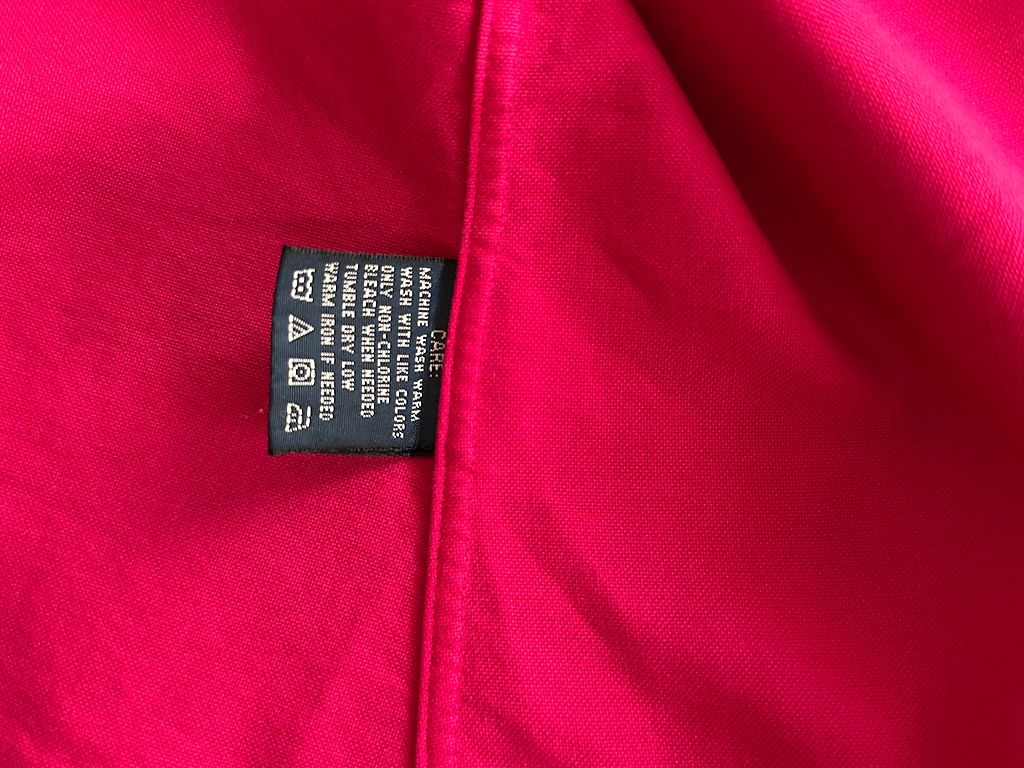 CARE:
MACHINE WASH WARM
WASH WITH LIKE COLORS
ONLY NON-CHLORINE
BLEACH WHEN NEEDED
TUMBLE DRY LOW
WARM IRON IF NEEDED